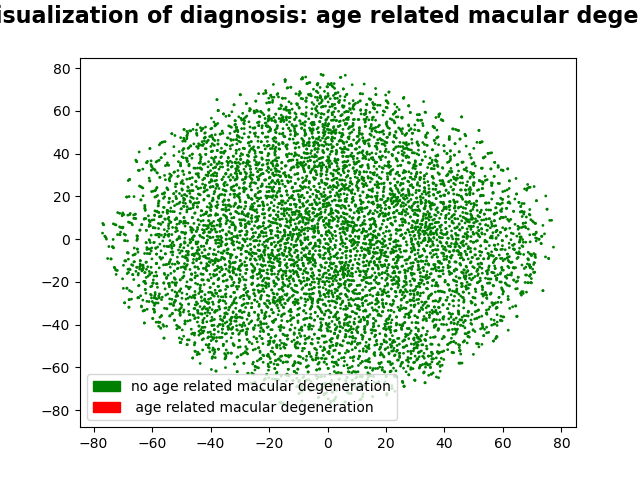 isualization of diagnosis: age related macular dege
80
60
40
20
0
−20
−40
−60
−80
no age related macular degeneration
age related macular degeneration
−80 −60 −40 −20 0 20 40 60 80